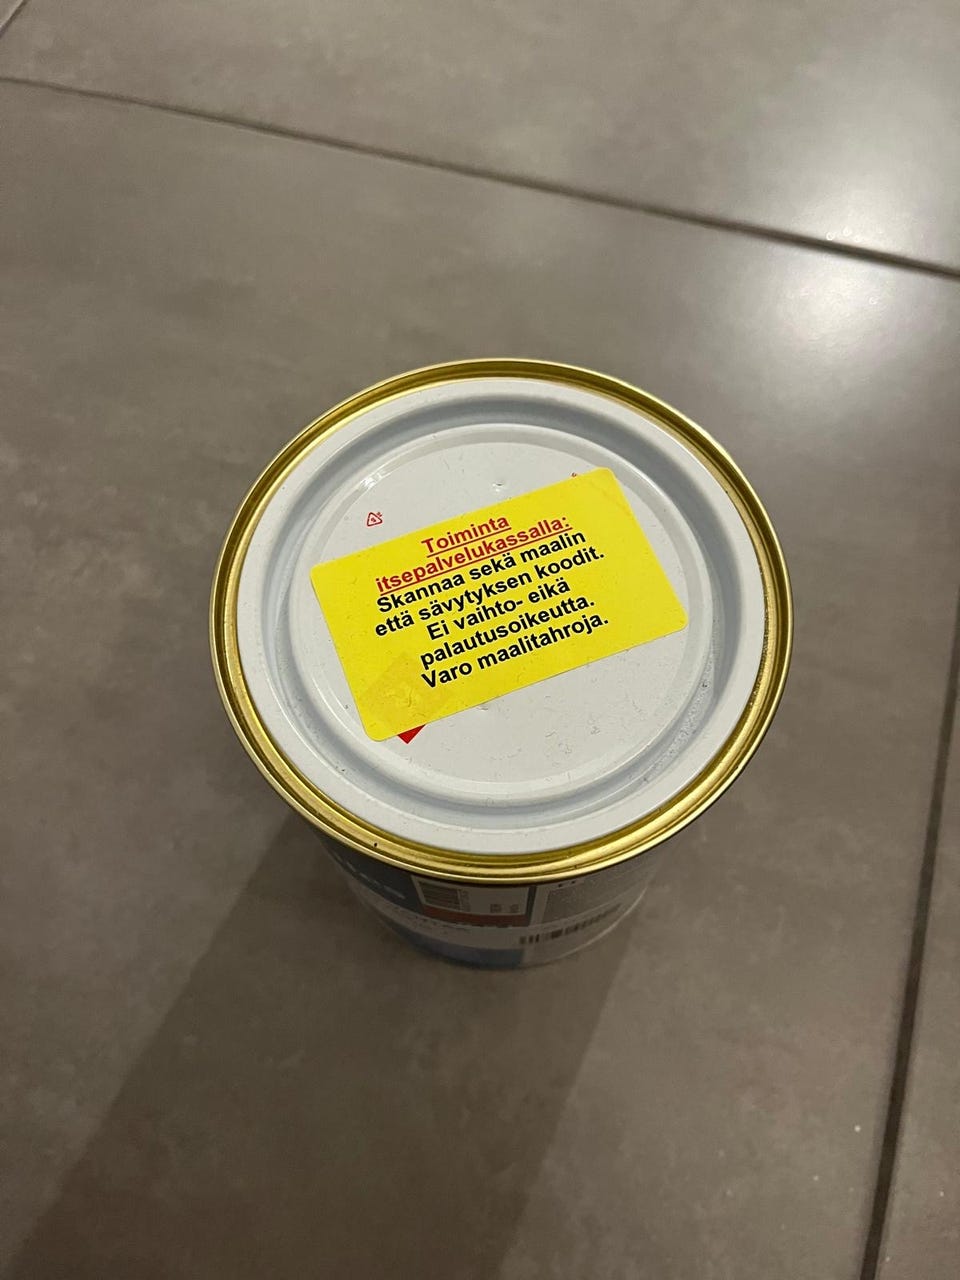 Toiminta
itsepalvelukassalla:
Skannaa sekä maalin
että sävytyksen koodit.
Ei vaihto- eikä
palautusoikeutta.
Varo maalitahroja.